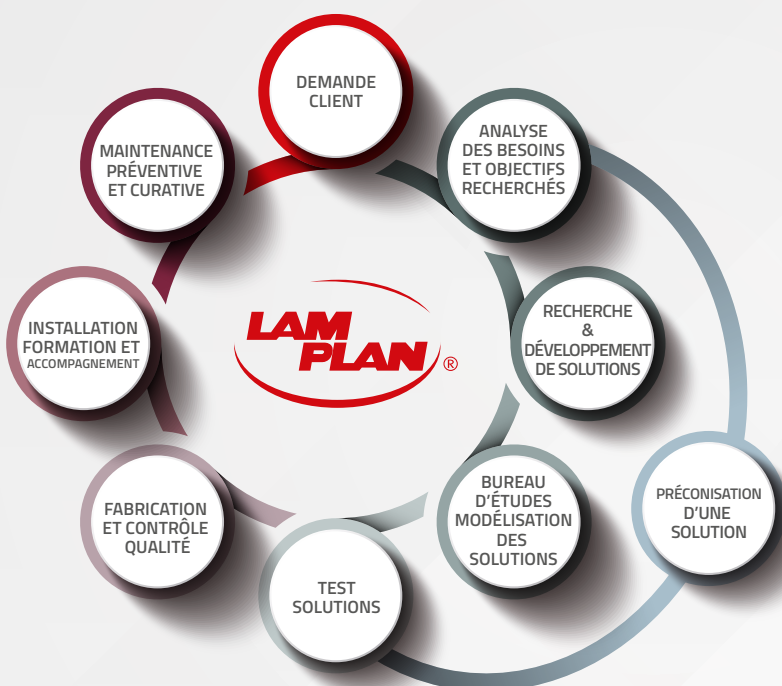 DEMANDE
CLIENT
ANALYSE
DES BESOINS
ET OBJECTIFS
RECHERCHÉS
RECHERCHE
&
DÉVELOPPEMENT
DE SOLUTIONS
PRÉCONISATION
D'UNE
SOLUTION
BUREAU
D'ÉTUDES
MODÉLISATION
DES
SOLUTIONS
TEST
SOLUTIONS
FABRICATION
ET CONTRÔLE
QUALITÉ
INSTALLATION
FORMATION ET
ACCOMPAGNEMENT
MAINTENANCE
PRÉVENTIVE
ET CURATIVE
LAM
PLAN®